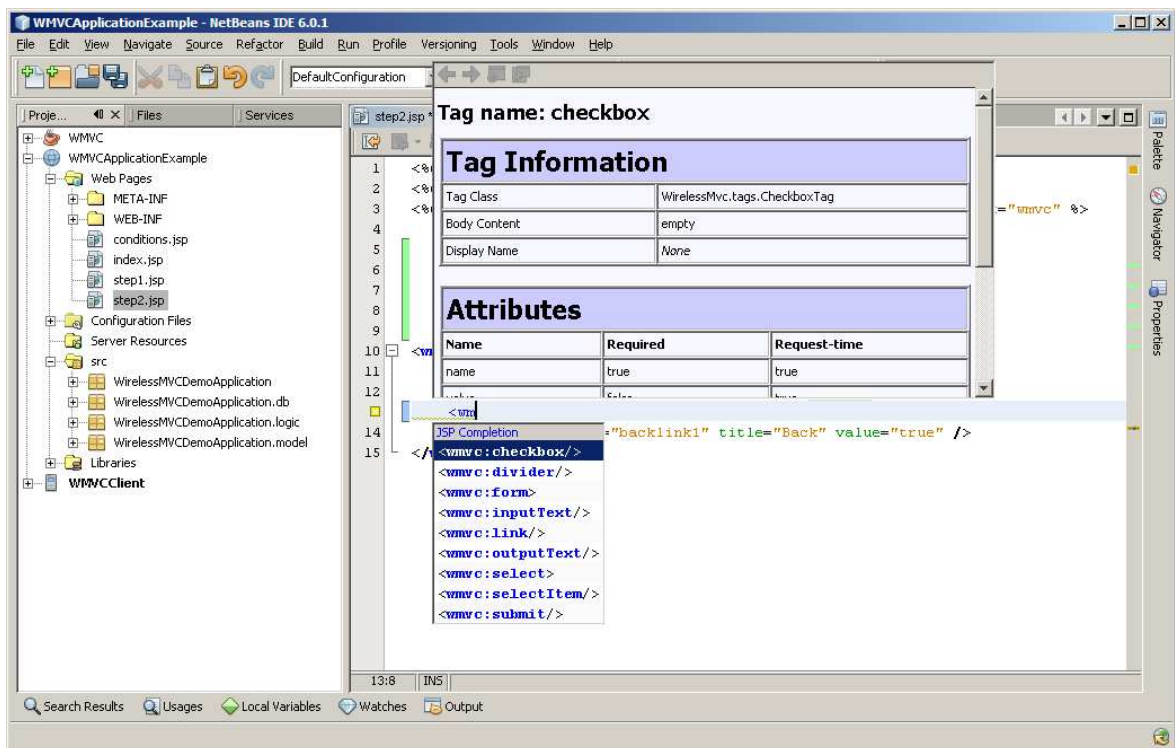 WMVCApplicationExample - NetBeans IDE 6.0.1
File Edit View Navigate Source Refactor Build Run Profile Versioning Tools Window Help
DefaultConfiguration
Proje... Files Services
WMVC
WMVCApplicationExample
Web Pages
META-INF
WEB-INF
conditions.jsp
index.jsp
step1.jsp
step2.jsp
Configuration Files
Server Resources
src
WirelessMVCDemoApplication
WirelessMVCDemoApplication.db
WirelessMVCDemoApplication.logic
WirelessMVCDemoApplication.model
Libraries
WMVCClient
step2.jsp *
Tag name: checkbox
Tag Information
Tag Class WirelessMvc.tags.CheckboxTag
Body Content empty
Display Name None
Attributes
Name Required Request-time
name true true
1 <%
2 <%
3 <% ="wmvc" %>
4
5
6
7
8
9
10 <w
11
12
<wm
14 ="backlink1" title="Back" value="true" />
15 </
JSP Completion
<wmvc:checkbox/>
<wmvc:divider/>
<wmvc:form>
<wmvc:inputText/>
<wmvc:link/>
<wmvc:outputText/>
<wmvc:select>
<wmvc:selectItem/>
<wmvc:submit/>
13:8 INS
Palette
Navigator
Properties
Search Results Usages Local Variables Watches Output